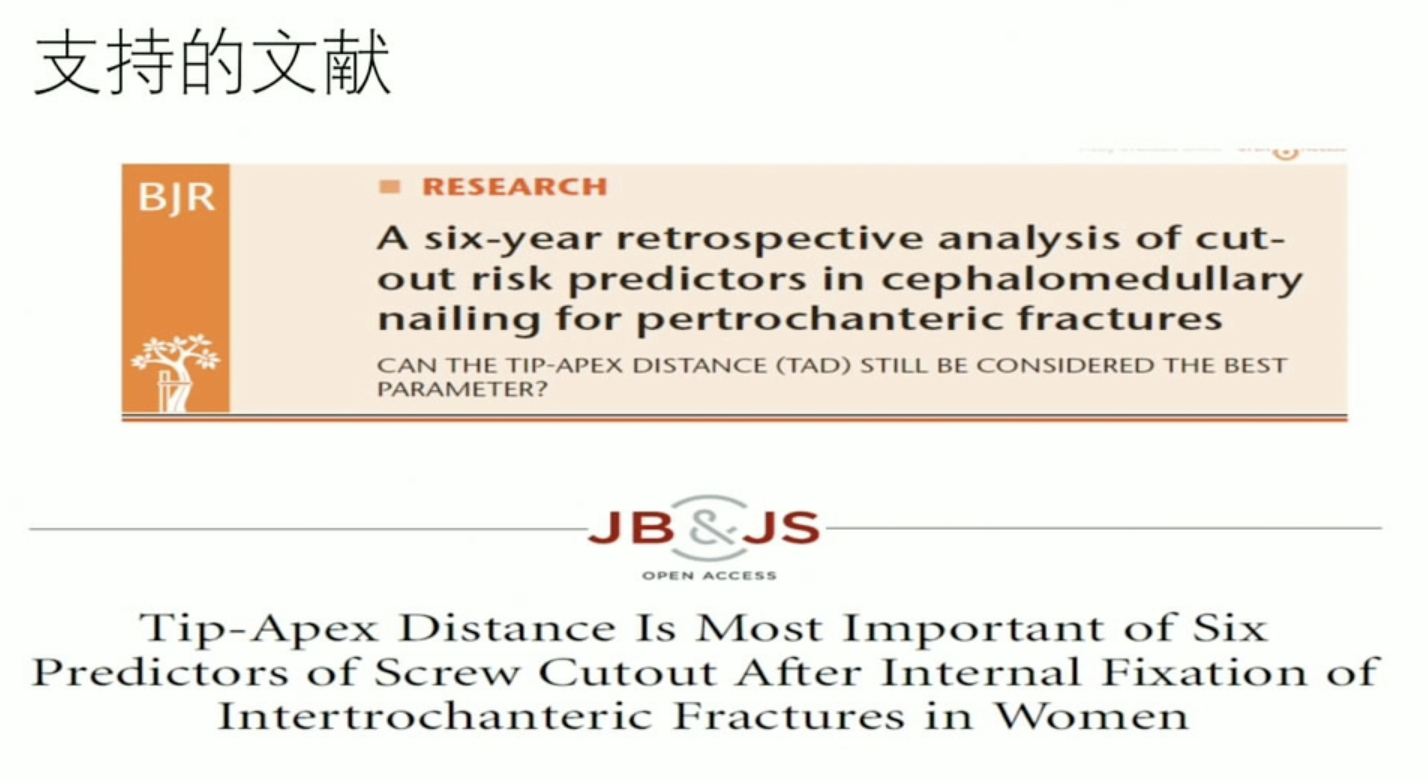 支持的文献
BJR
RESEARCH
A six-year retrospective analysis of cut-
out risk predictors in cephalomedullary
nailing for pertrochanteric fractures
CAN THE TIP-APEX DISTANCE (TAD) STILL BE CONSIDERED THE BEST
PARAMETER?
JB&JS
OPEN ACCESS
Tip-Apex Distance Is Most Important of Six
Predictors of Screw Cutout After Internal Fixation of
Intertrochanteric Fractures in Women